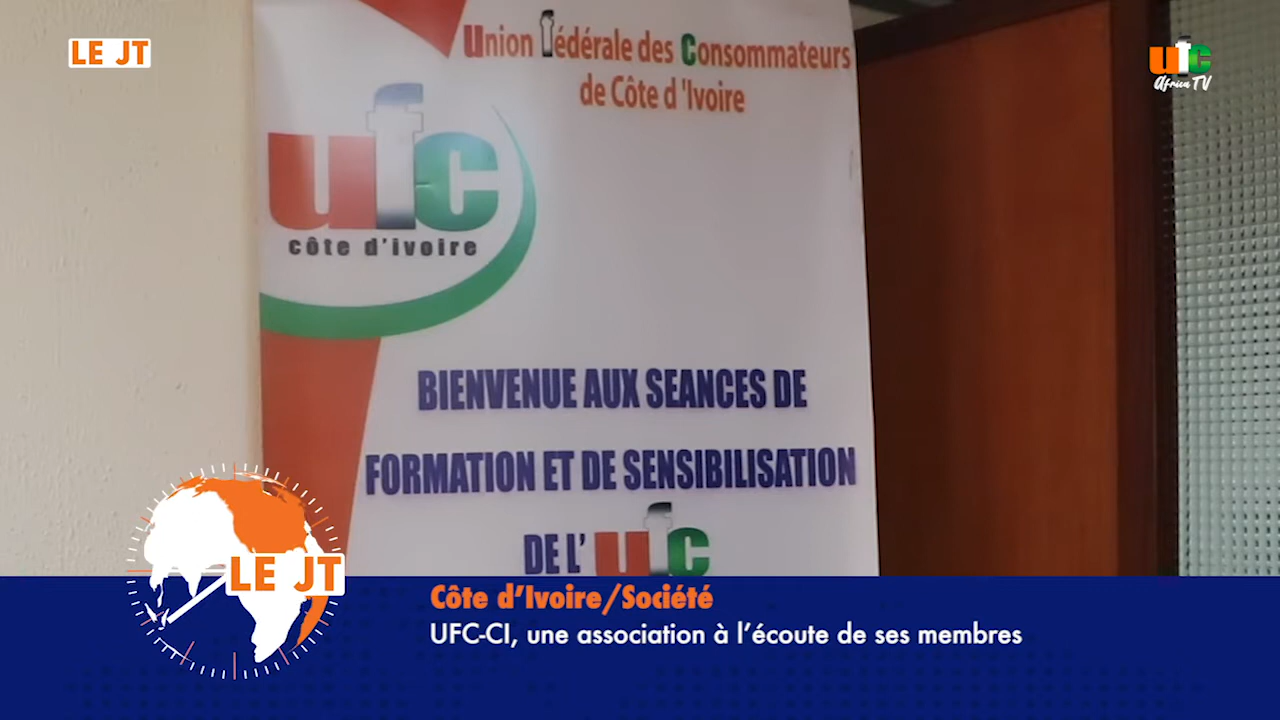 LE JT
ufc
Africa TV
Union fédérale des Consommateurs
de Côte d'Ivoire
ufc
côte d'ivoire
BIENVENUE AUX SEANCES DE
FORMATION ET DE SENSIBILISATION
DE L' ufc
LE JT
Côte d'Ivoire/Société
UFC-CI, une association à l'écoute de ses membres